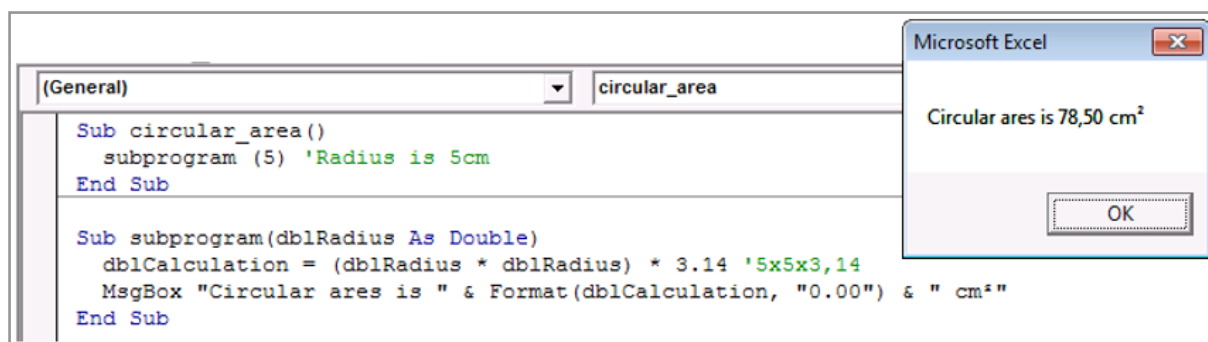 Microsoft Excel
(General)
circular_area
Circular ares is 78,50 cm²
OK
Sub circular_area()
subprogram (5) 'Radius is 5cm
End Sub
Sub subprogram(dblRadius As Double)
dblCalculation = (dblRadius * dblRadius) * 3.14 '5x5x3,14
MsgBox "Circular ares is " & Format(dblCalculation, "0.00") & " cm²"
End Sub